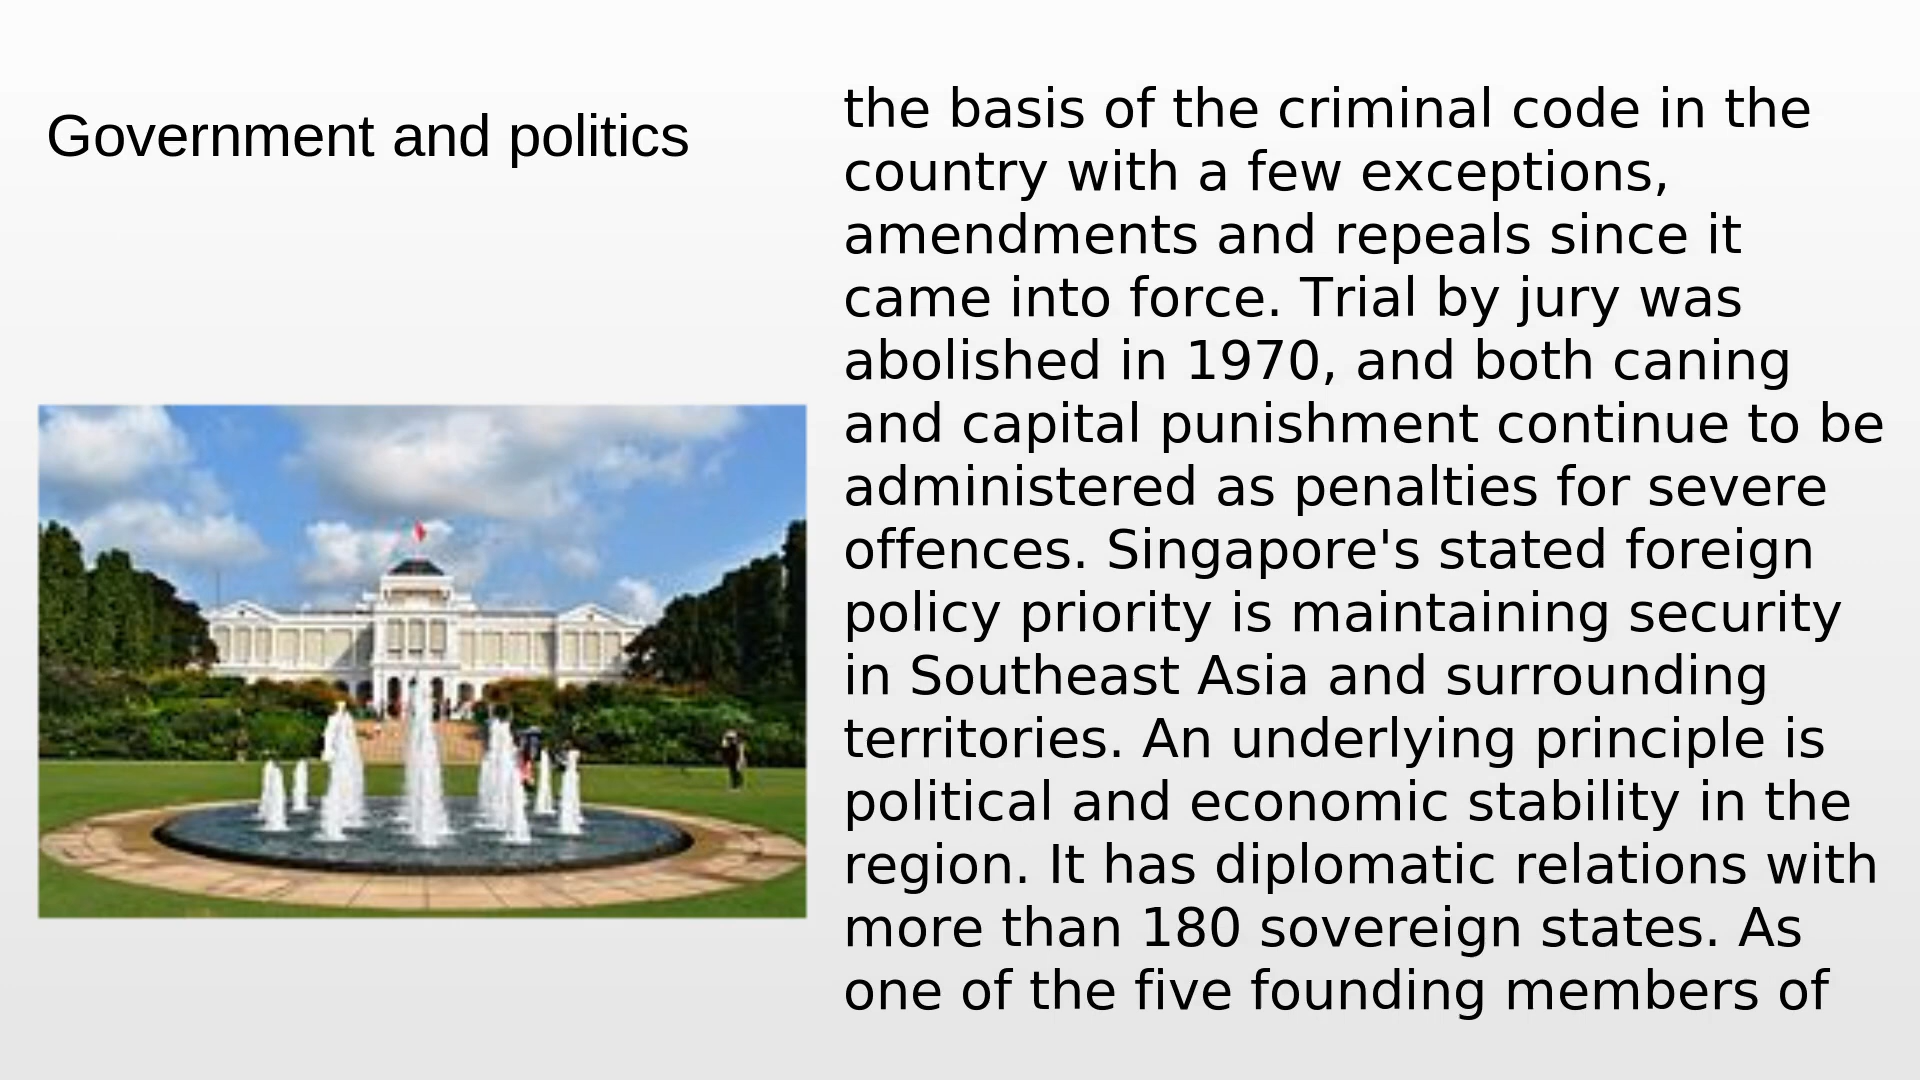 Government and politics
the basis of the criminal code in the
country with a few exceptions,
amendments and repeals since it
came into force. Trial by jury was
abolished in 1970, and both caning
and capital punishment continue to be
administered as penalties for severe
offences. Singapore's stated foreign
policy priority is maintaining security
in Southeast Asia and surrounding
territories. An underlying principle is
political and economic stability in the
region. It has diplomatic relations with
more than 180 sovereign states. As
one of the five founding members of